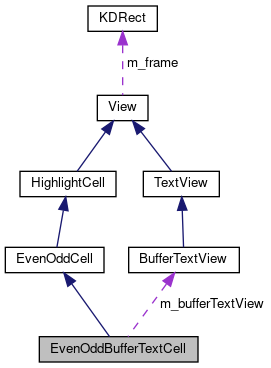 KDRect
m_frame
View
HighlightCell
TextView
EvenOddCell
BufferTextView
m_bufferTextView
EvenOddBufferTextCell